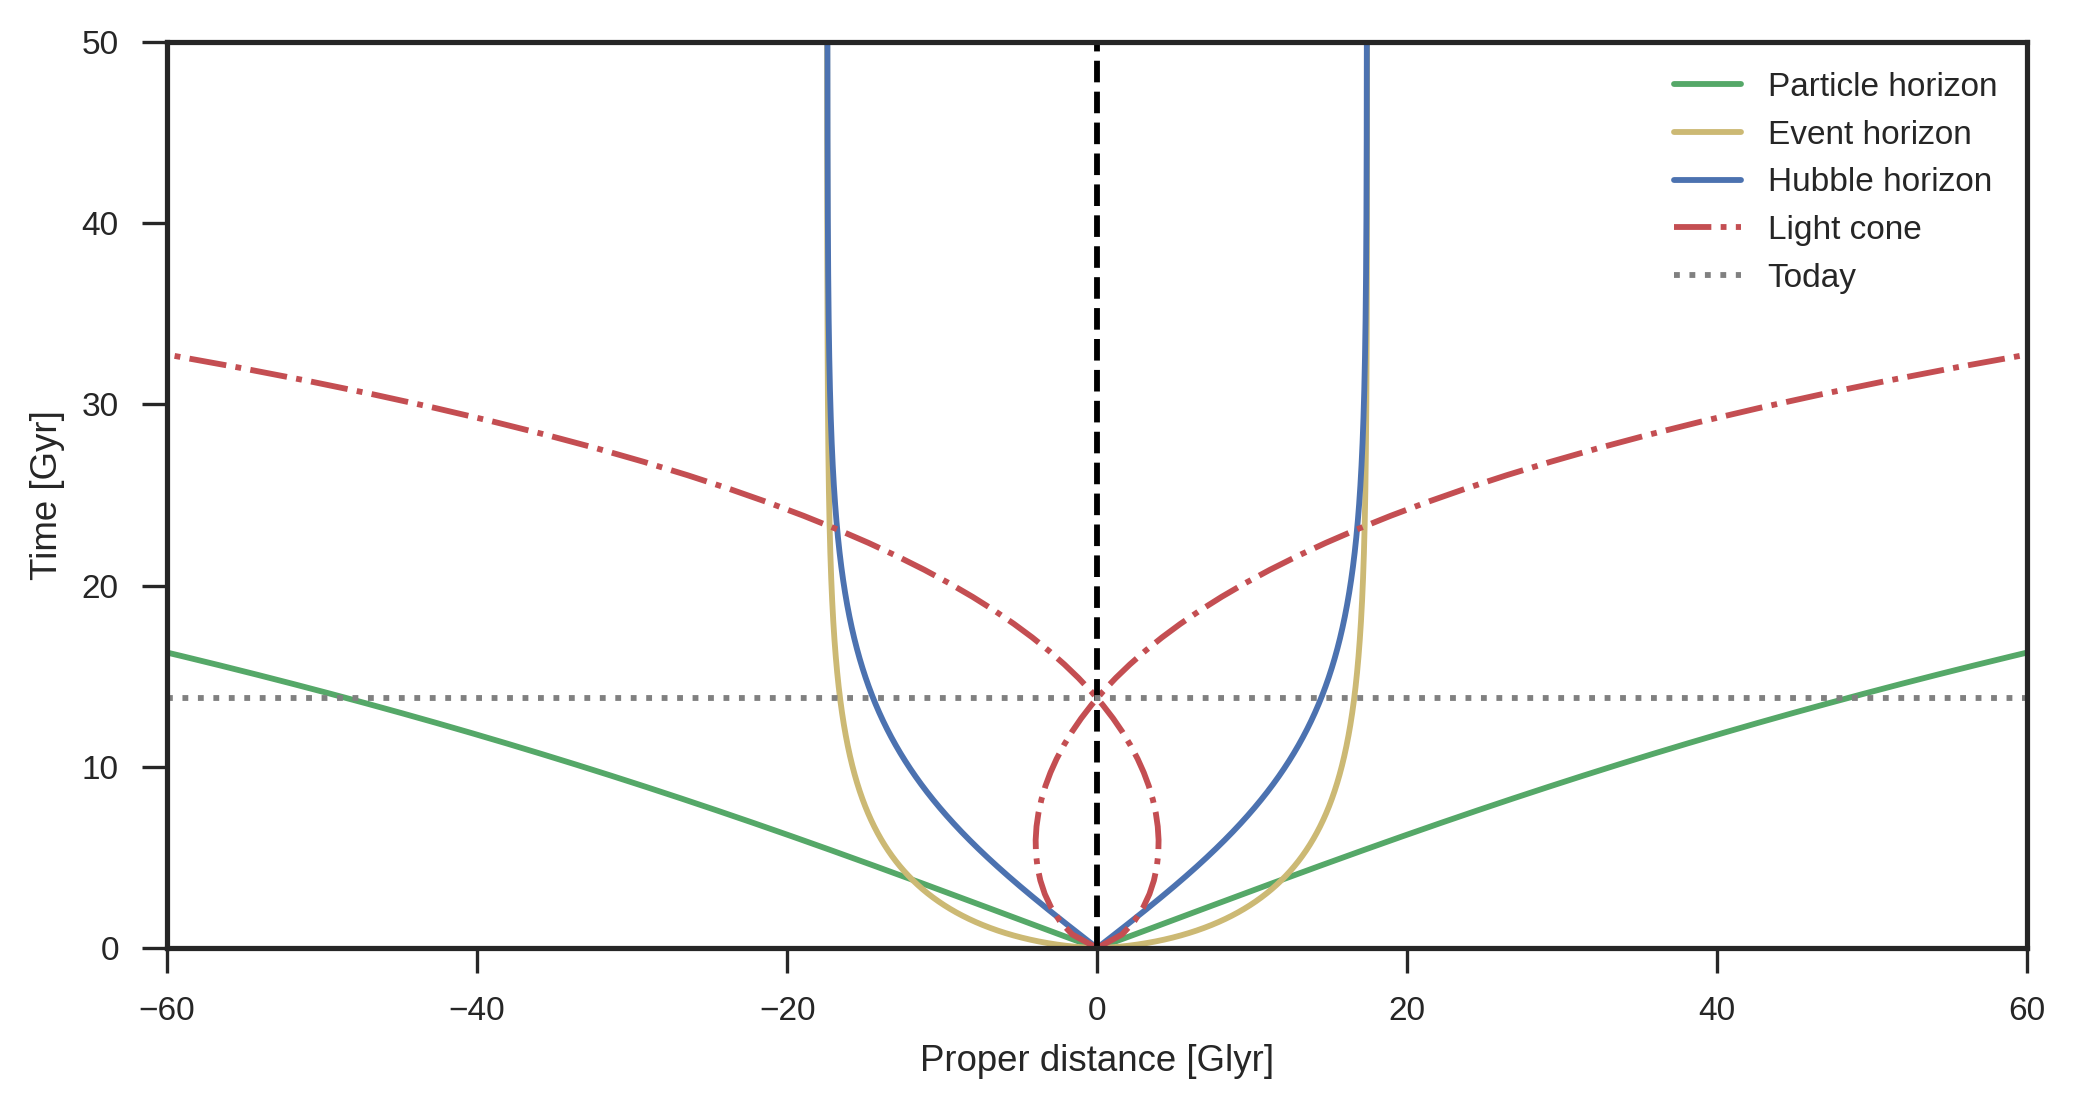 50
40
30
20
10
0
Time [Gyr]
Particle horizon
Event horizon
Hubble horizon
Light cone
Today
−60
−40
−20
0
20
40
60
Proper distance [Glyr]